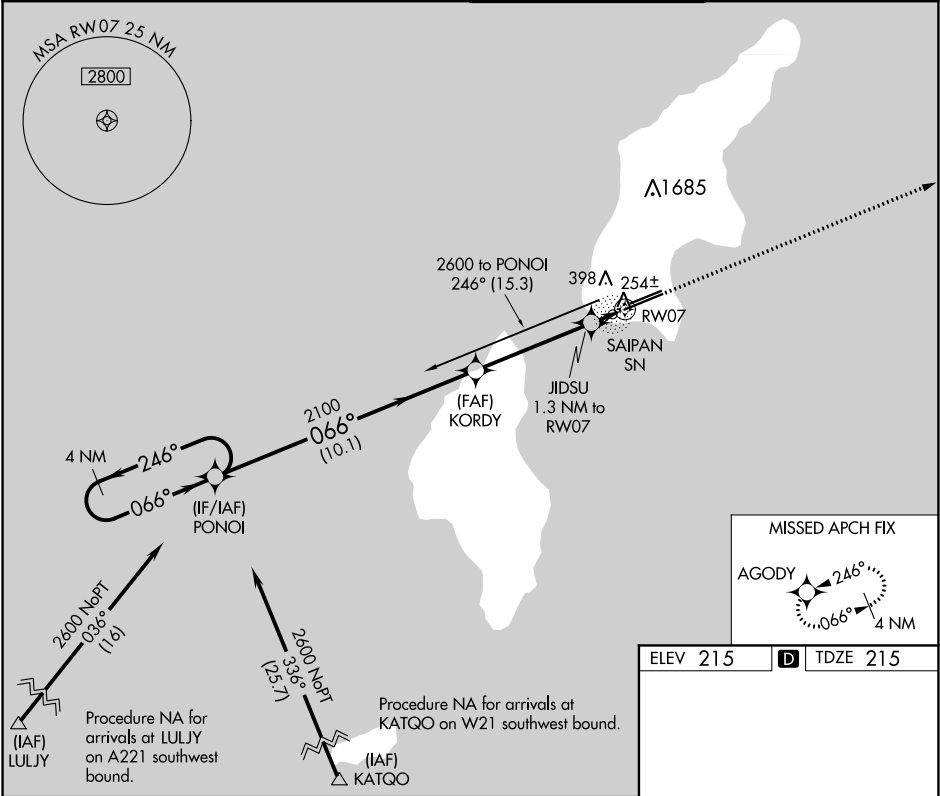 MSA RW07 25 NM
2800
1685
2600 to PONOI
246° (15.3)
398
254±
RW07
SAIPAN
SN
JIDSU
1.3 NM to
RW07
(FAF)
KORDY
2100
066°
(10.1)
4 NM
246°
066°
(IF/IAF)
PONOI
MISSED APCH FIX
AGODY
246°
066°
4 NM
2600 NoPT
036°
(16)
2600 NoPT
336°
(25.7)
ELEV 215
D
TDZE 215
(IAF)
LULJY
Procedure NA for
arrivals at LULJY
on A221 southwest
bound.
Procedure NA for arrivals at
KATQO on W21 southwest bound.
(IAF)
KATQO